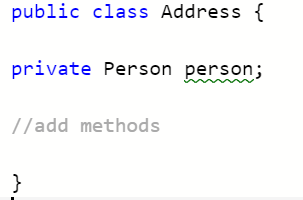 public class Address {
private Person person;
//add methods
}